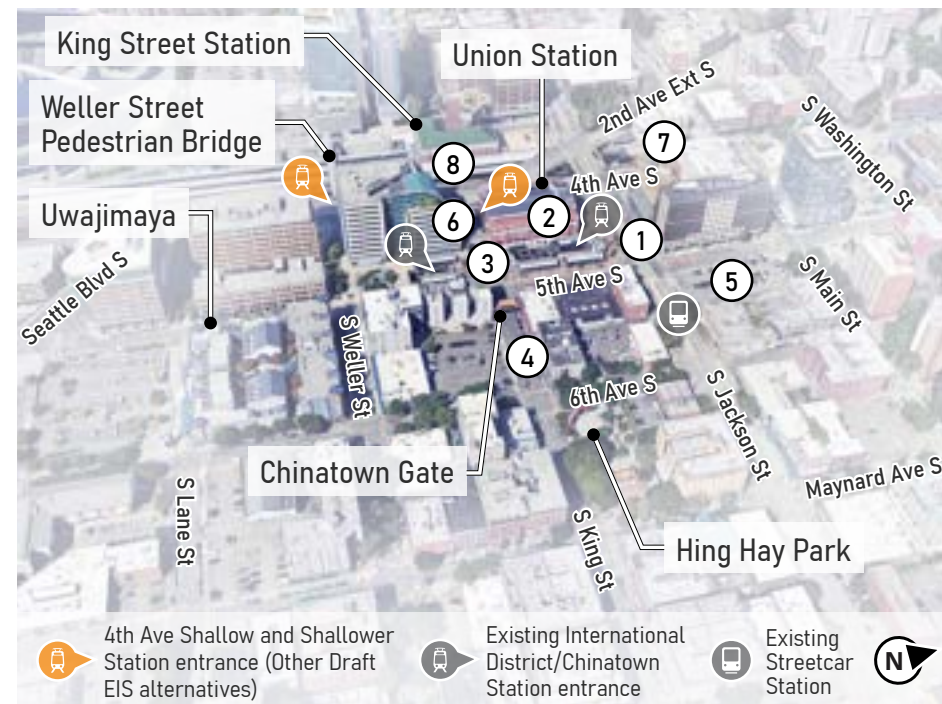 King Street Station
Union Station
Weller Street
Pedestrian Bridge
2nd Ave Ext S
7
S Washington St
8
4th Ave S
Uwajimaya
6
2
1
3
5
5th Ave S
S Main St
Seattle Blvd S
S Weller St
4
6th Ave S
S Jackson St
Chinatown Gate
Maynard Ave S
S Lane St
S King St
Hing Hay Park
4th Ave Shallow and Shallower
Station entrance (Other Draft
EIS alternatives)
Existing International
District/Chinatown
Station entrance
Existing
Streetcar
Station
N